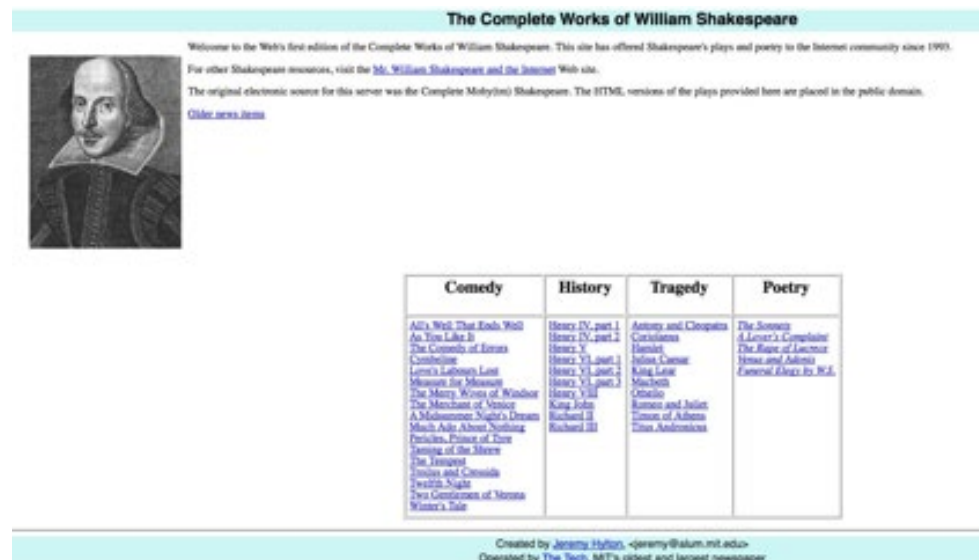 The Complete Works of William Shakespeare
Welcome to the Web's first edition of the Complete Works of William Shakespeare. This site has offered Shakespeare's plays and poetry to the Internet community since 1993.
For other Shakespeare resources, visit the Mr. William Shakespeare and the Internet Web site.
The original electronic source for this server was the Complete Moby(tm) Shakespeare. The HTML versions of the plays provided here are placed in the public domain.
Older news items
Comedy
All's Well That Ends Well
As You Like It
The Comedy of Errors
Cymbeline
Love's Labours Lost
Measure for Measure
The Merry Wives of Windsor
The Merchant of Venice
A Midsummer Night's Dream
Much Ado About Nothing
Pericles, Prince of Tyre
Taming of the Shrew
The Tempest
Troilus and Cressida
Twelfth Night
Two Gentlemen of Verona
Winter's Tale
History
Henry IV, part 1
Henry IV, part 2
Henry V
Henry VI, part 1
Henry VI, part 2
Henry VI, part 3
Henry VIII
King John
Richard II
Richard III
Tragedy
Antony and Cleopatra
Coriolanus
Hamlet
Julius Caesar
King Lear
Macbeth
Othello
Romeo and Juliet
Timon of Athens
Titus Andronicus
Poetry
The Sonnets
A Lover's Complaint
The Rape of Lucrece
Venus and Adonis
Funeral Elegy by W.S.
Created by Jeremy Hylton, <jeremy@alum.mit.edu>
Operated by The Tech, MIT's oldest and largest newspaper